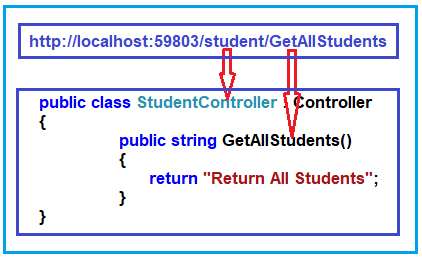 http://localhost:59803/student/GetAllStudents
public class StudentController : Controller
{
public string GetAllStudents()
{
return "Return All Students";
}
}